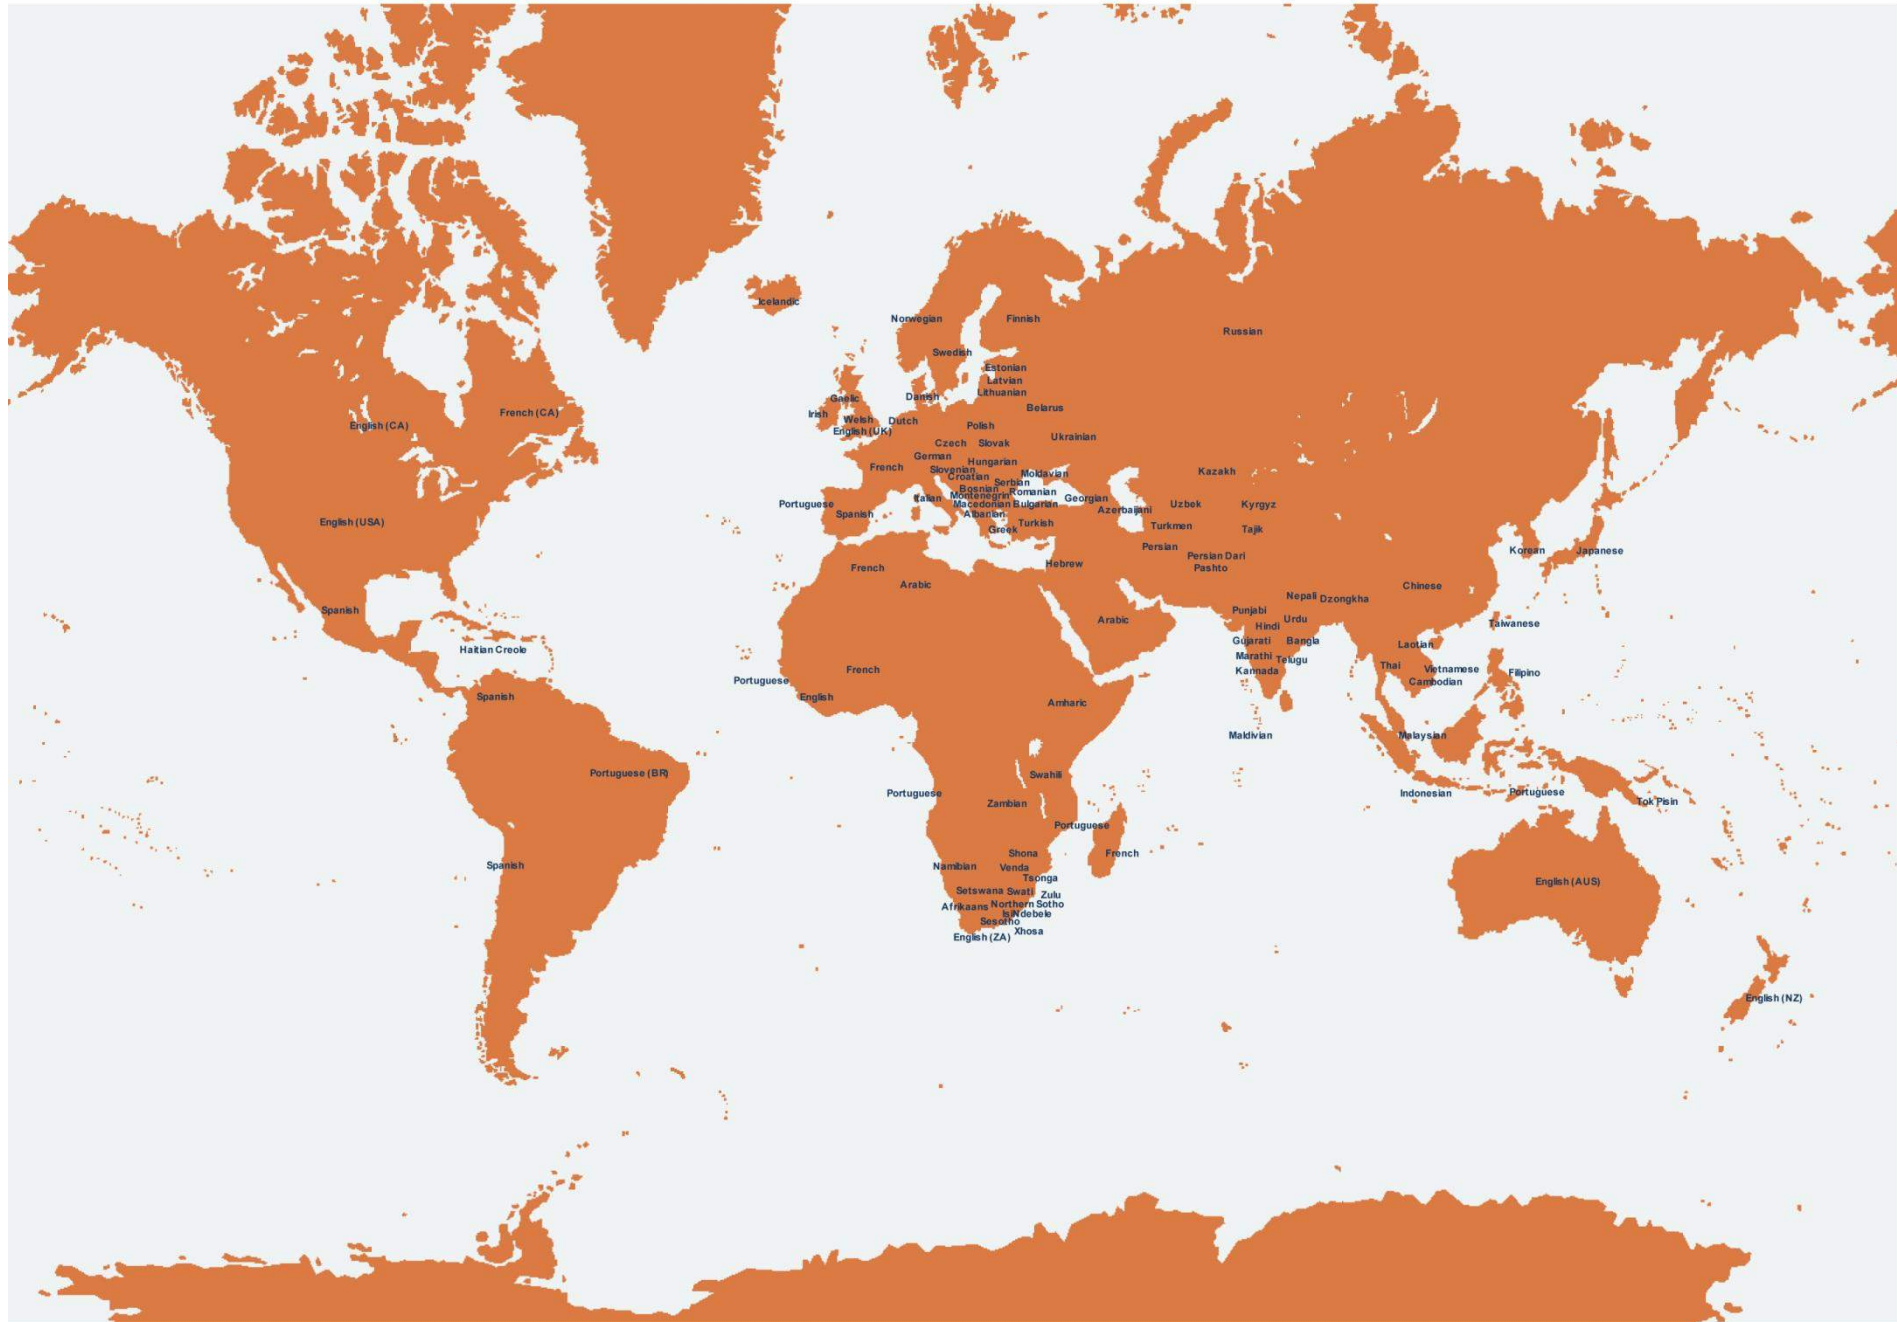 Icelandic
Norwegian
Finnish
Russian
Swedish
Estonian
Latvian
Lithuanian
Danish
Gaelic
Belarus
Irish
French (CA)
English (CA)
Welsh
Dutch
English (UK)
Polish
Ukrainian
Czech
Slovak
German
Hungarian
French
Slovenian
Kazakh
Moldavian
Croatian
Serbian
Bosnian
Romanian
Montenegrin
Italian
Georgian
Portuguese
Macedonian
Bulgarian
Uzbek
Kyrgyz
Azerbaijani
Spanish
Albanian
English (USA)
Turkish
Turkmen
Greek
Tajik
Persian
Korean
Japanese
Persian Dari
Hebrew
French
Pashto
Arabic
Chinese
Nepali
Dzongkha
Spanish
Punjabi
Arabic
Urdu
Taiwanese
Hindi
Gujarati
Bangla
Laotian
Haitian Creole
Marathi
Telugu
Thai
French
Kannada
Vietnamese
Filipino
Portuguese
Cambodian
Spanish
English
Amharic
Maldivian
Malaysian
Portuguese (BR)
Swahili
Portuguese
Indonesian
Portuguese
Zambian
Tok Pisin
Portuguese
Shona
French
Spanish
Namibian
Venda
Tsonga
English (AUS)
Setswana
Swati
Zulu
Afrikaans
Northern Sotho
IsiNdebele
Sesotho
Xhosa
English (ZA)
English (NZ)